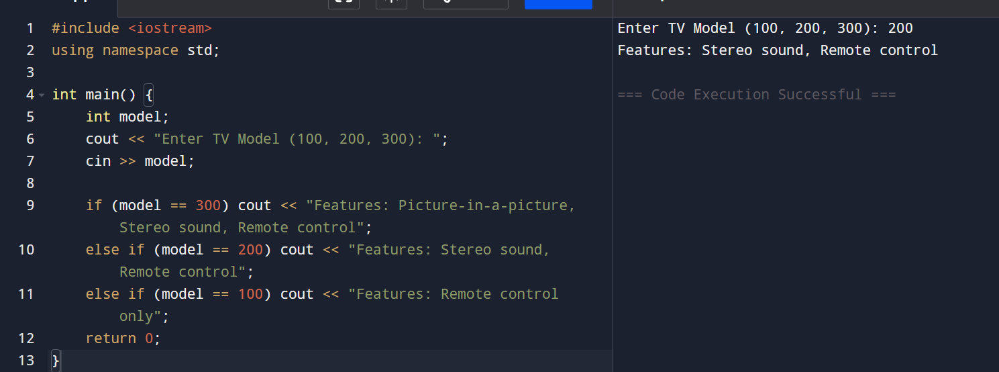 1 #include <iostream>
2 using namespace std;
3
4 int main() {
5     int model;
6     cout << "Enter TV Model (100, 200, 300): ";
7     cin >> model;
8
9     if (model == 300) cout << "Features: Picture-in-a-picture,
        Stereo sound, Remote control";
10     else if (model == 200) cout << "Features: Stereo sound,
        Remote control";
11     else if (model == 100) cout << "Features: Remote control
        only";
12     return 0;
13 }
Enter TV Model (100, 200, 300): 200
Features: Stereo sound, Remote control
=== Code Execution Successful ===